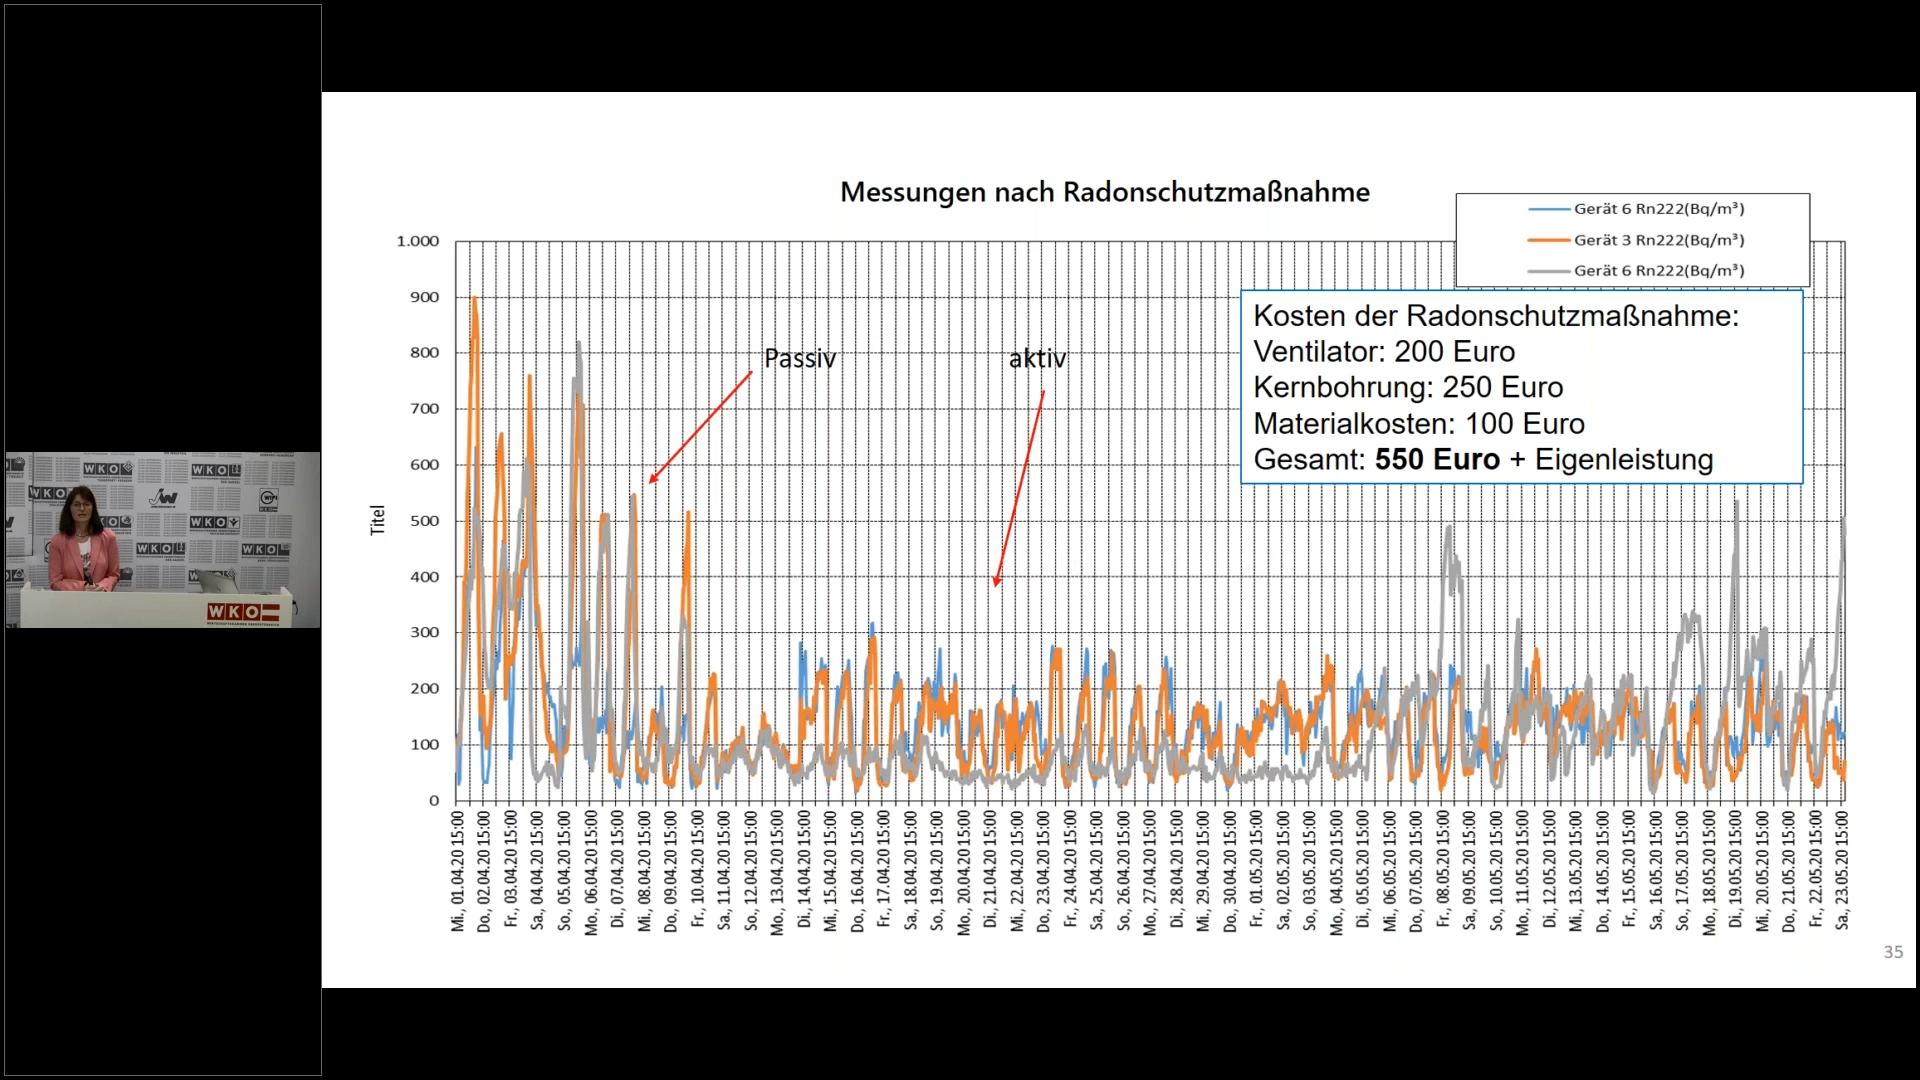 Messungen nach Radonschutzmaßnahme
Gerät 6 Rn222(Bq/m³)
Gerät 3 Rn222(Bq/m³)
Gerät 6 Rn222(Bq/m³)
Kosten der Radonschutzmaßnahme:
Ventilator: 200 Euro
Kernbohrung: 250 Euro
Materialkosten: 100 Euro
Gesamt: 550 Euro + Eigenleistung
Passiv
aktiv
Titel
1.000
900
800
700
600
500
400
300
200
100
0
Mi., 01.04.20 15:00
Do., 02.04.20 15:00
Fr., 03.04.20 15:00
Sa., 04.04.20 15:00
So., 05.04.20 15:00
Mo., 06.04.20 15:00
Di., 07.04.20 15:00
Mi., 08.04.20 15:00
Do., 09.04.20 15:00
Fr., 10.04.20 15:00
Sa., 11.04.20 15:00
So., 12.04.20 15:00
Mo., 13.04.20 15:00
Di., 14.04.20 15:00
Mi., 15.04.20 15:00
Do., 16.04.20 15:00
Fr., 17.04.20 15:00
Sa., 18.04.20 15:00
So., 19.04.20 15:00
Mo., 20.04.20 15:00
Di., 21.04.20 15:00
Mi., 22.04.20 15:00
Do., 23.04.20 15:00
Fr., 24.04.20 15:00
Sa., 25.04.20 15:00
So., 26.04.20 15:00
Mo., 27.04.20 15:00
Di., 28.04.20 15:00
Mi., 29.04.20 15:00
Do., 30.04.20 15:00
Fr., 01.05.20 15:00
Sa., 02.05.20 15:00
So., 03.05.20 15:00
Mo., 04.05.20 15:00
Di., 05.05.20 15:00
Mi., 06.05.20 15:00
Do., 07.05.20 15:00
Fr., 08.05.20 15:00
Sa., 09.05.20 15:00
So., 10.05.20 15:00
Mo., 11.05.20 15:00
Di., 12.05.20 15:00
Mi., 13.05.20 15:00
Do., 14.05.20 15:00
Fr., 15.05.20 15:00
Sa., 16.05.20 15:00
So., 17.05.20 15:00
Mo., 18.05.20 15:00
Di., 19.05.20 15:00
Mi., 20.05.20 15:00
Do., 21.05.20 15:00
Fr., 22.05.20 15:00
Sa., 23.05.20 15:00
35
WKO
WKO
WKO
WKO
WKO
WKO
WKO